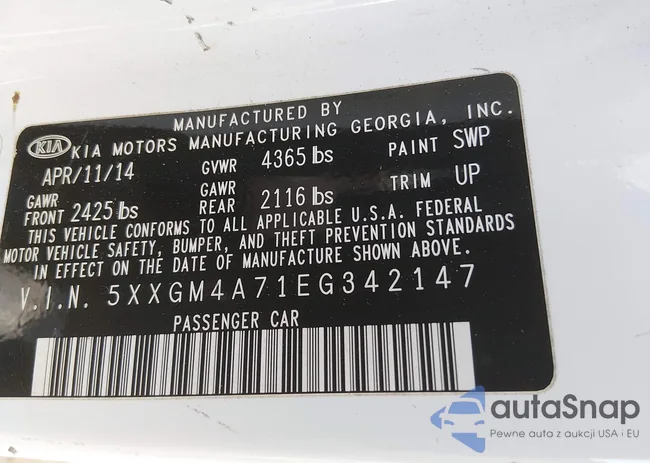 MANUFACTURED BY
KIA KIA MOTORS MANUFACTURING GEORGIA, INC.
APR/11/14 GVWR 4365 lbs PAINT SWP
GAWR FRONT 2425 lbs GAWR REAR 2116 lbs TRIM UP
THIS VEHICLE CONFORMS TO ALL APPLICABLE U.S.A. FEDERAL
MOTOR VEHICLE SAFETY, BUMPER, AND THEFT PREVENTION STANDARDS
IN EFFECT ON THE DATE OF MANUFACTURE SHOWN ABOVE.
V.I.N. 5XXGM4A71EG342147
PASSENGER CAR
autaSnap
Pewne auta z aukcji USA i EU